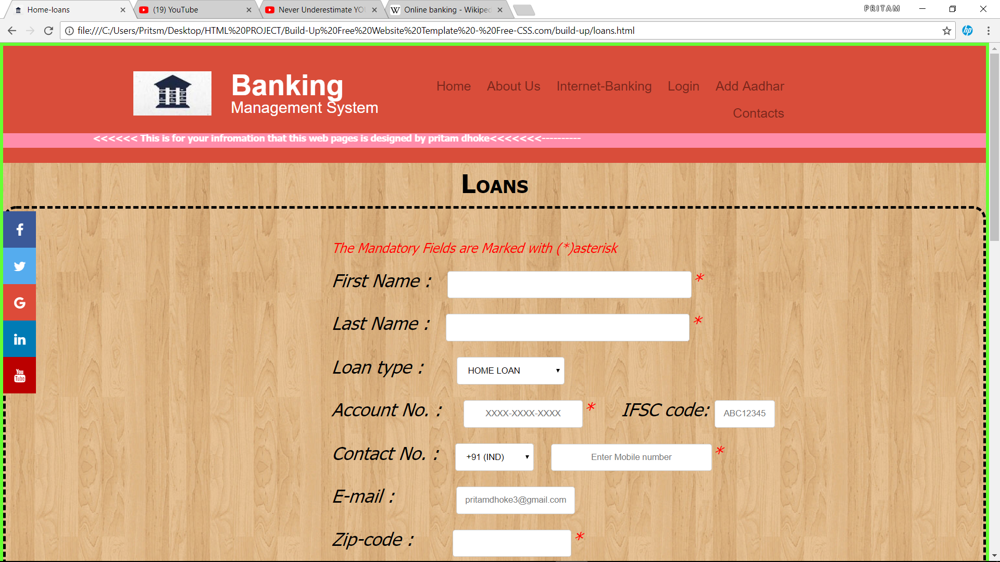 PRITAM
Home-loans
(19) YouTube
Never Underestimate YO
Online banking - Wikiped
file:///C:/Users/Pritsm/Desktop/HTML%20PROJECT/Build-Up%20Free%20Website%20Template%20-%20Free-CSS.com/build-up/loans.html
Banking
Management System
Home About Us Internet-Banking Login Add Aadhar
Contacts
<<<<<< This is for your infromation that this web pages is designed by pritam dhoke<<<<<<<----------
Loans
The Mandatory Fields are Marked with (*)asterisk
First Name : *
Last Name : *
Loan type : HOME LOAN
Account No. : XXXX-XXXX-XXXX * IFSC code: ABC12345
Contact No. : +91 (IND) Enter Mobile number *
E-mail : pritamdhoke3@gmail.com
Zip-code : *
You
Tube